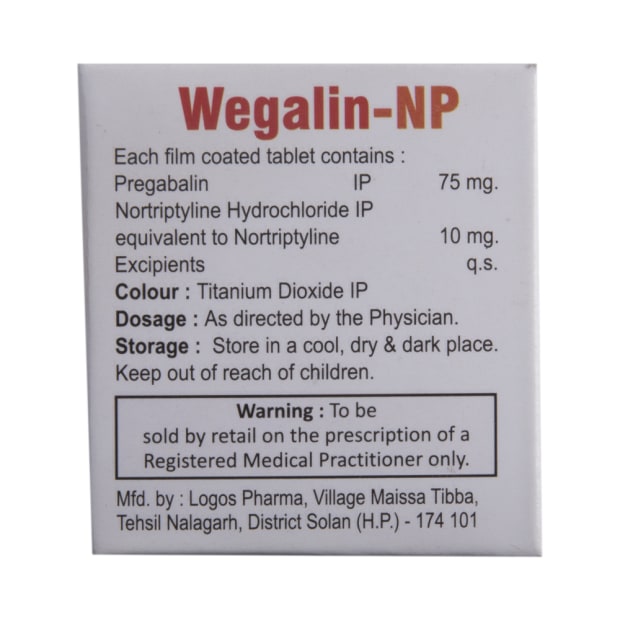 Wegalin-NP
Each film coated tablet contains :
Pregabalin IP 75 mg.
Nortriptyline Hydrochloride IP
equivalent to Nortriptyline 10 mg.
Excipients q.s.
Colour : Titanium Dioxide IP
Dosage : As directed by the Physician.
Storage : Store in a cool, dry & dark place.
Keep out of reach of children.
Warning : To be
sold by retail on the prescription of a
Registered Medical Practitioner only.
Mfd. by : Logos Pharma, Village Maissa Tibba,
Tehsil Nalagarh, District Solan (H.P.) - 174 101